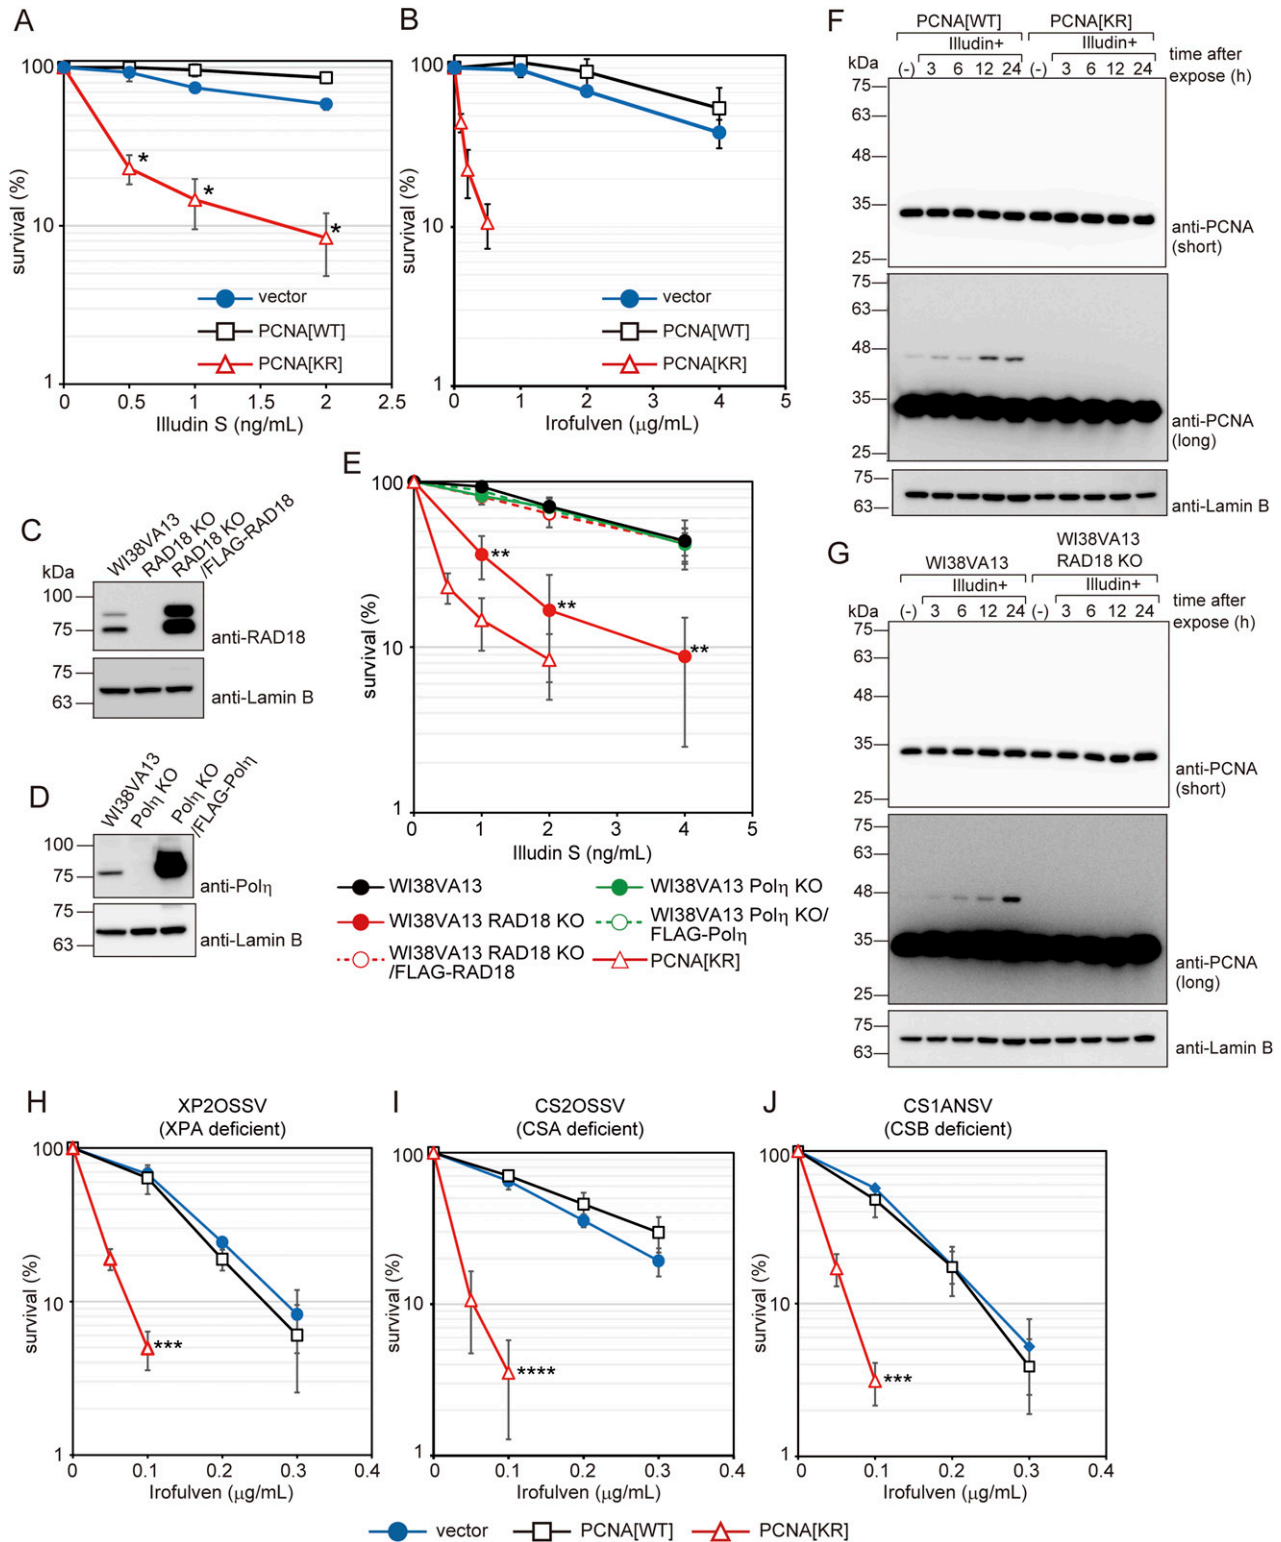 A
100
10
1
survival (%)
0 0.5 1 1.5 2 2.5
Illudin S (ng/mL)
* * *
vector
PCNA[WT]
PCNA[KR]
B
100
10
1
survival (%)
0 1 2 3 4 5
Irofulven (μg/mL)
vector
PCNA[WT]
PCNA[KR]
C
WI38VA13
RAD18 KO
RAD18 KO
/FLAG-RAD18
kDa
100
75
anti-RAD18
75
63
anti-Lamin B
D
WI38VA13
Polη KO
Polη KO
/FLAG-Polη
100
75
anti-Polη
75
63
anti-Lamin B
E
100
10
1
survival (%)
0 1 2 3 4 5
Illudin S (ng/mL)
** ** **
WI38VA13
WI38VA13 RAD18 KO
WI38VA13 RAD18 KO
/FLAG-RAD18
WI38VA13 Polη KO
WI38VA13 Polη KO/
FLAG-Polη
PCNA[KR]
F
PCNA[WT] PCNA[KR]
Illudin+ Illudin+
kDa (-) 3 6 12 24 (-) 3 6 12 24 time after
expose (h)
75
63
48
35
25
anti-PCNA
(short)
75
63
48
35
25
anti-PCNA
(long)
75
63
anti-Lamin B
G
WI38VA13 WI38VA13
RAD18 KO
Illudin+ Illudin+
kDa (-) 3 6 12 24 (-) 3 6 12 24 time after
expose (h)
75
63
48
35
25
anti-PCNA
(short)
75
63
48
35
25
anti-PCNA
(long)
75
63
anti-Lamin B
H
XP2OSSV
(XPA deficient)
100
10
1
survival (%)
0 0.1 0.2 0.3 0.4
Irofulven (μg/mL)
***
I
CS2OSSV
(CSA deficient)
100
10
1
survival (%)
0 0.1 0.2 0.3 0.4
Irofulven (μg/mL)
****
J
CS1ANSV
(CSB deficient)
100
10
1
survival (%)
0 0.1 0.2 0.3 0.4
Irofulven (μg/mL)
***
vector PCNA[WT] PCNA[KR]